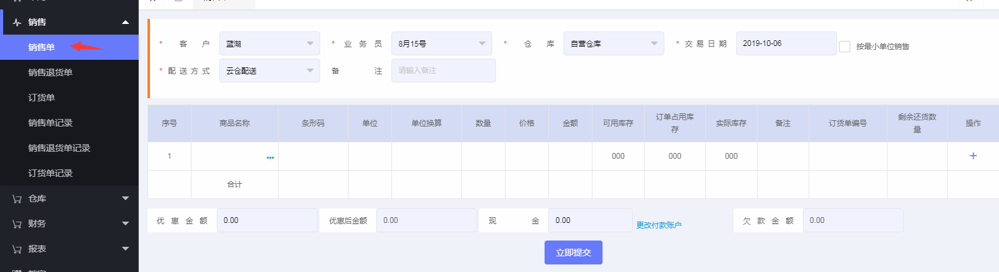 销售
销售单
销售退货单
订货单
销售单记录
销售退货单记录
订货单记录
仓库
财务
报表
* 客户 蓝湖 * 业务员 8月15号 * 仓库 自营仓库 * 交易日期 2019-10-06 按最小单位销售
* 配送方式 云仓配送 备注 请输入备注
序号 商品名称 条形码 单位 单位换算 数量 价格 金额 可用库存 订单占用库存 实际库存 备注 订货单编号 剩余还货数量 操作
1 ... 000 000 000 +
合计
优惠金额 0.00 优惠后金额 0.00 现金 0.00 更改付款账户 欠款金额 0.00
立即提交